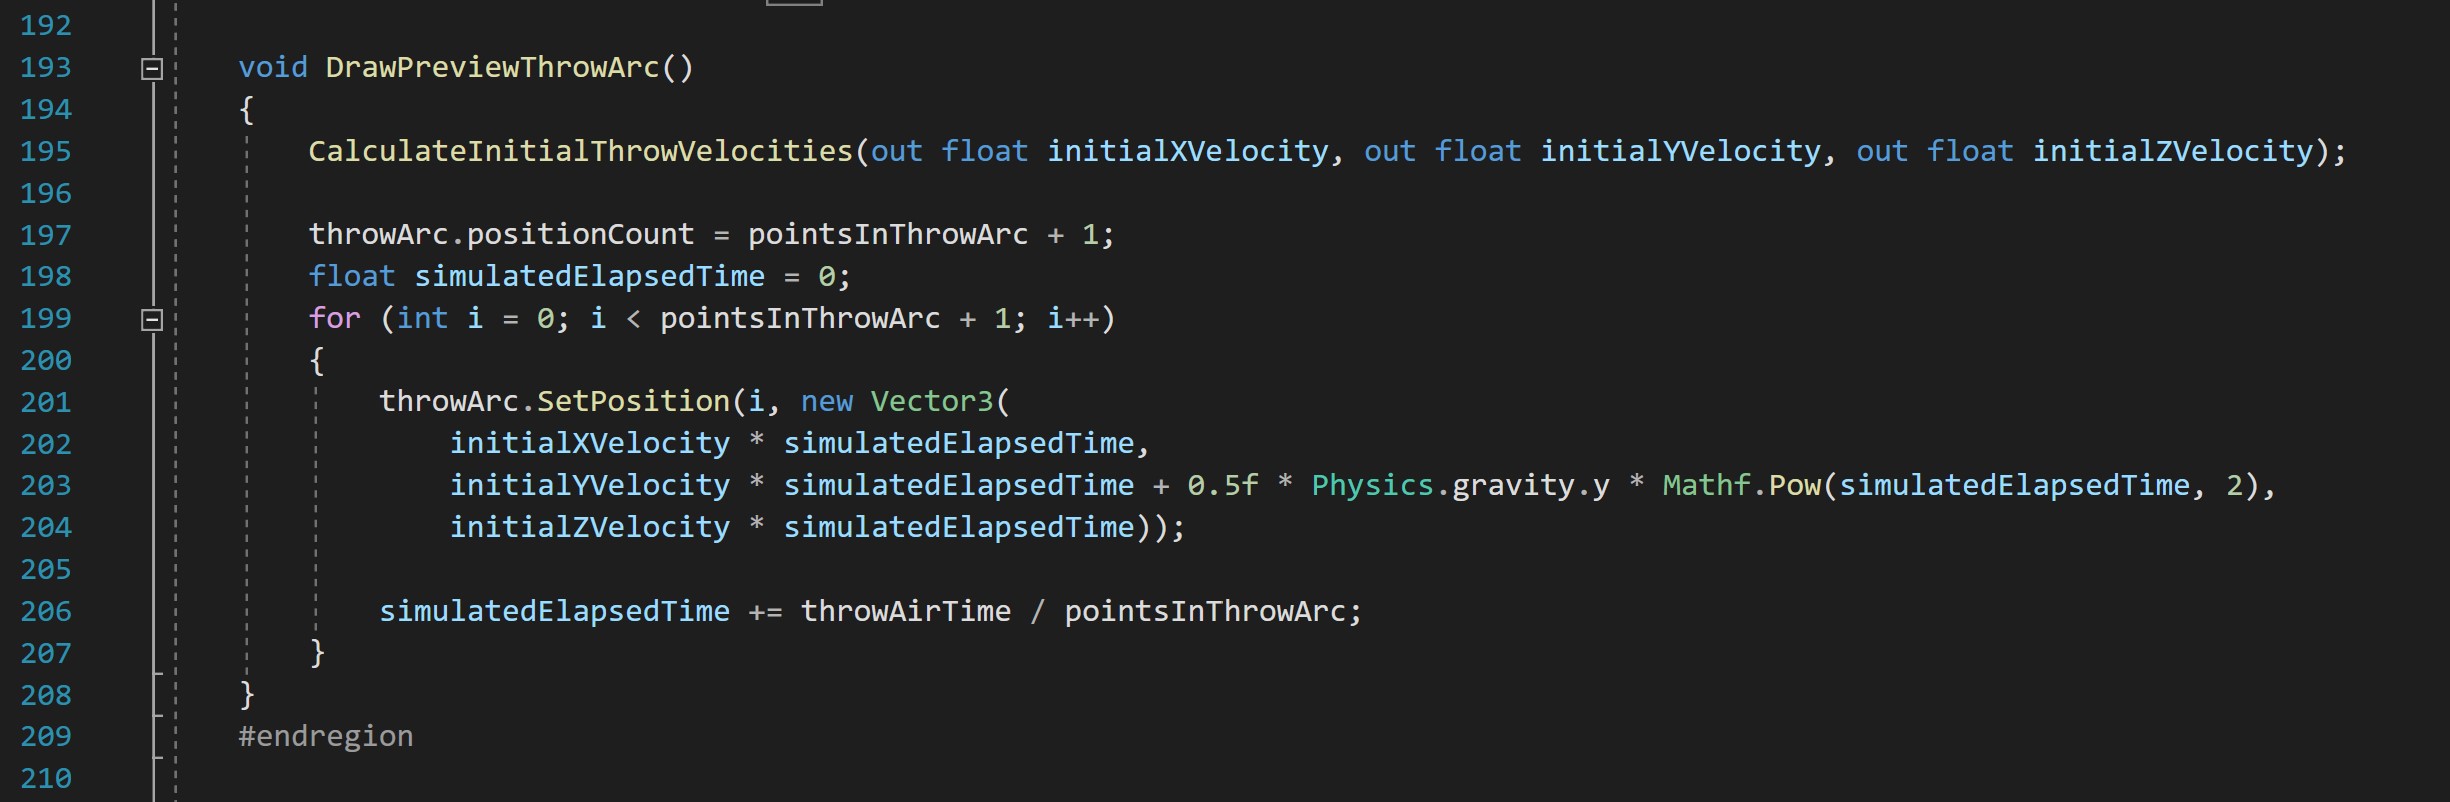 192
193 void DrawPreviewThrowArc()
194 {
195 CalculateInitialThrowVelocities(out float initialXVelocity, out float initialYVelocity, out float initialZVelocity);
196
197 throwArc.positionCount = pointsInThrowArc + 1;
198 float simulatedElapsedTime = 0;
199 for (int i = 0; i < pointsInThrowArc + 1; i++)
200 {
201 throwArc.SetPosition(i, new Vector3(
202 initialXVelocity * simulatedElapsedTime,
203 initialYVelocity * simulatedElapsedTime + 0.5f * Physics.gravity.y * Mathf.Pow(simulatedElapsedTime, 2),
204 initialZVelocity * simulatedElapsedTime));
205
206 simulatedElapsedTime += throwAirTime / pointsInThrowArc;
207 }
208 }
209 #endregion
210